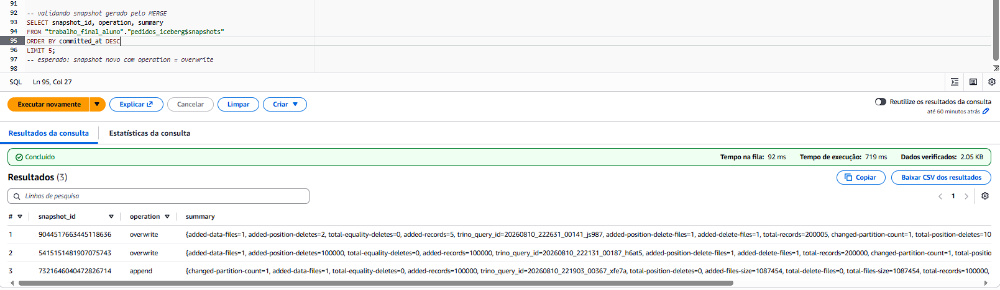 91
92 -- validando snapshot gerado pelo MERGE
93 SELECT snapshot_id, operation, summary
94 FROM "trabalho_final_aluno"."pedidos_iceberg$snapshots"
95 ORDER BY committed_at DESC
96 LIMIT 5;
97 -- esperado: snapshot novo com operation = overwrite
98
SQL Ln 95, Col 27
Executar novamente Explicar Cancelar Limpar Criar Reutilize os resultados da consulta
até 60 minutos atrás
Resultados da consulta Estatísticas da consulta
Concluído Tempo na fila: 92 ms Tempo de execução: 719 ms Dados verificados: 2.05 KB
Resultados (3) Copiar Baixar CSV dos resultados
Linhas de pesquisa 1
# snapshot_id operation summary
1 9044517663445118636 overwrite {added-data-files=1, added-position-deletes=2, total-equality-deletes=0, added-records=5, trino_query_id=20260810_222631_00141_js987, added-position-delete-files=1, added-delete-files=1, total-records=200005, changed-partition-count=1, total-position-deletes=10
2 5415151481907075743 overwrite {added-data-files=1, added-position-deletes=100000, total-equality-deletes=0, added-records=100000, trino_query_id=20260810_222131_00187_h6at5, added-position-delete-files=1, added-delete-files=1, total-records=200000, changed-partition-count=1, total-positio
3 7321646040472826714 append {changed-partition-count=1, added-data-files=1, total-equality-deletes=0, added-records=100000, trino_query_id=20260810_221903_00367_xfe7a, total-position-deletes=0, added-files-size=1087454, total-delete-files=0, total-files-size=1087454, total-records=100000,